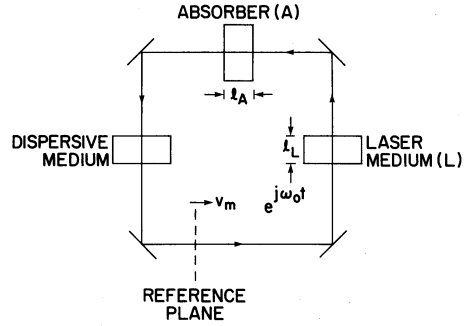 ABSORBER (A)
ℓA
DISPERSIVE
MEDIUM
ℓL
LASER
MEDIUM (L)
vm
e^jω₀t
REFERENCE
PLANE